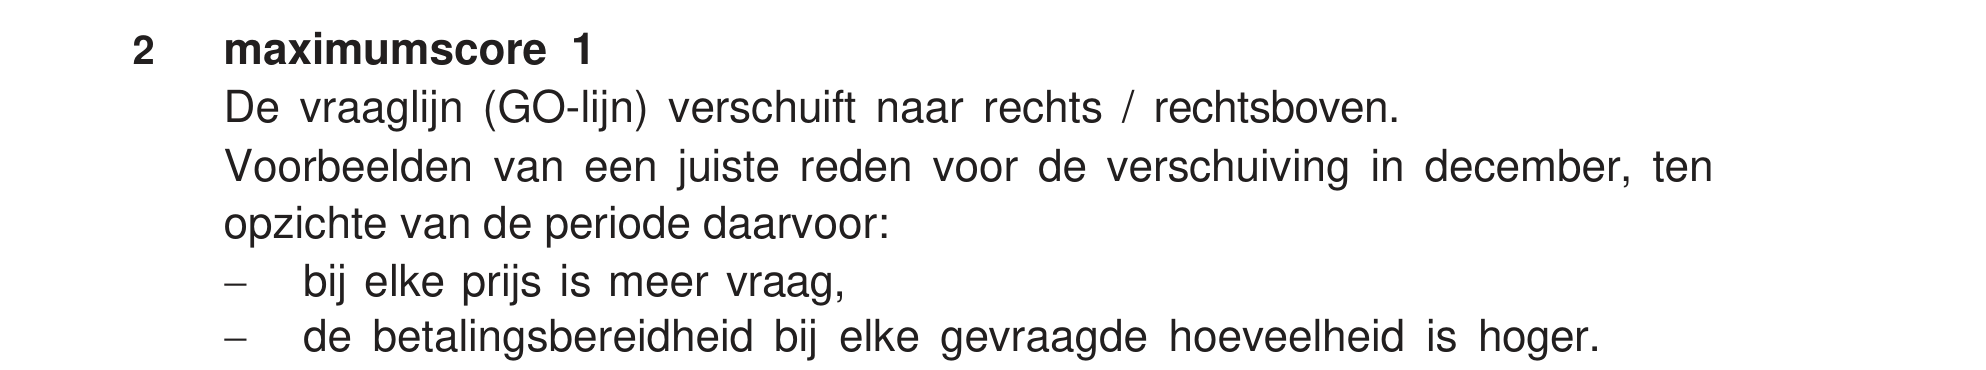 2 maximumscore 1
De vraaglijn (GO-lijn) verschuift naar rechts / rechtsboven.
Voorbeelden van een juiste reden voor de verschuiving in december, ten
opzichte van de periode daarvoor:
– bij elke prijs is meer vraag,
– de betalingsbereidheid bij elke gevraagde hoeveelheid is hoger.